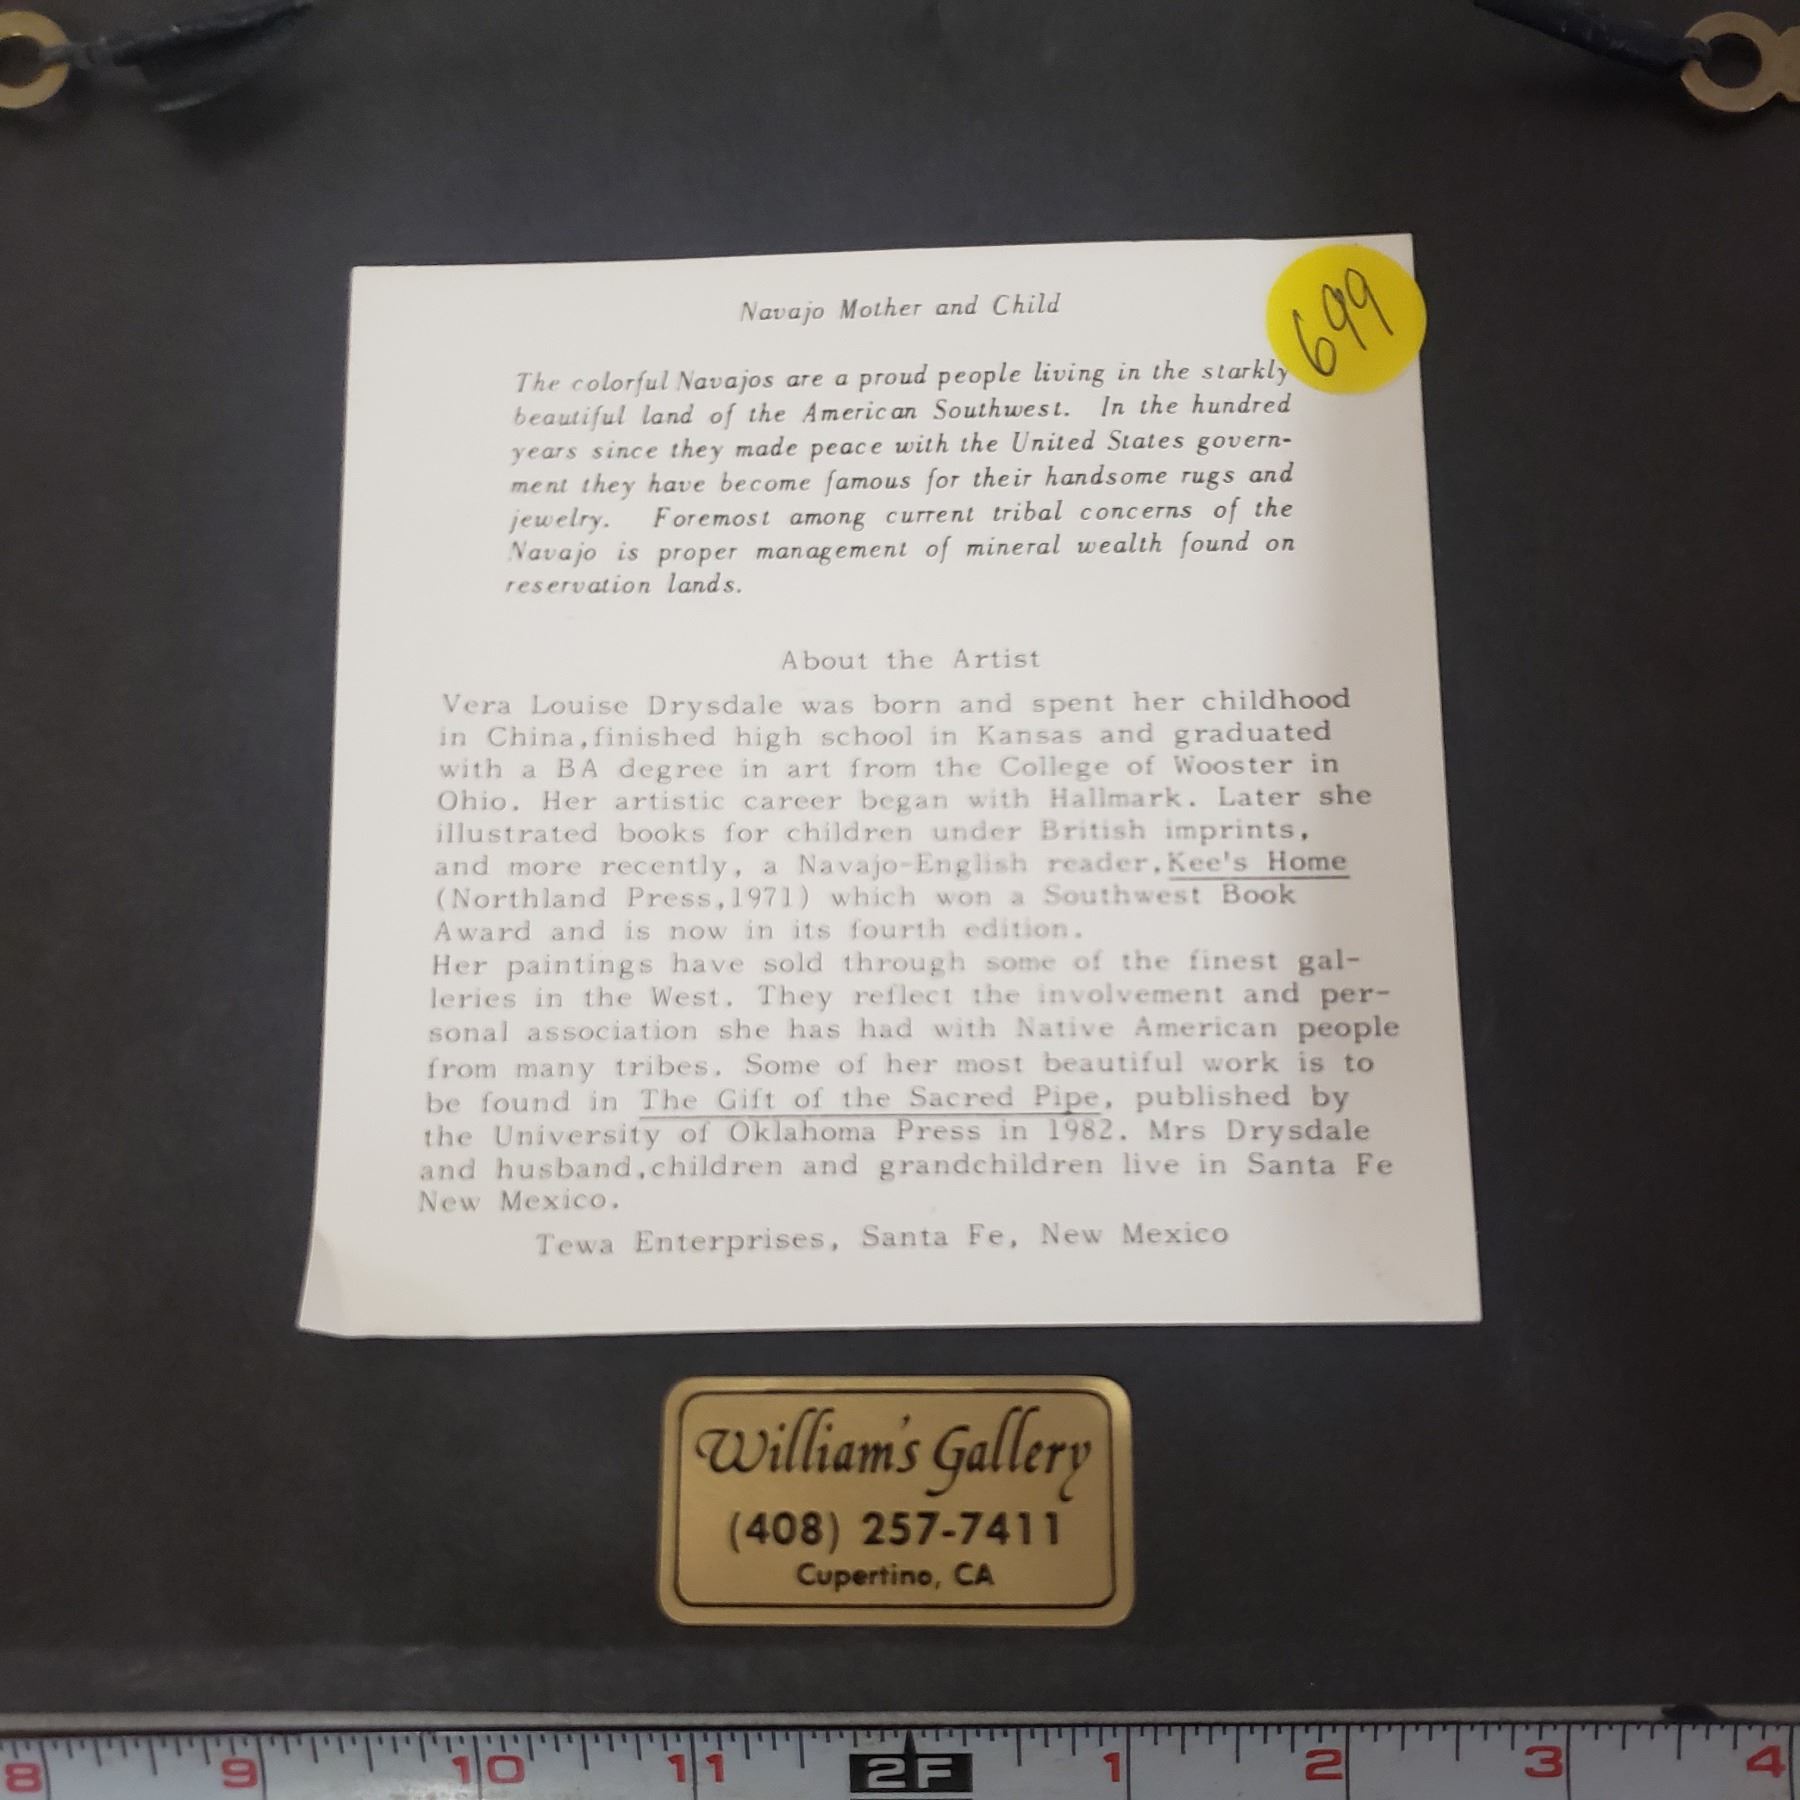 699
Navajo Mother and Child
The colorful Navajos are a proud people living in the starkly
beautiful land of the American Southwest. In the hundred
years since they made peace with the United States govern-
ment they have become famous for their handsome rugs and
jewelry. Foremost among current tribal concerns of the
Navajo is proper management of mineral wealth found on
reservation lands.
About the Artist
Vera Louise Drysdale was born and spent her childhood
in China,finished high school in Kansas and graduated
with a BA degree in art from the College of Wooster in
Ohio. Her artistic career began with Hallmark. Later she
illustrated books for children under British imprints,
and more recently, a Navajo-English reader,Kee's Home
(Northland Press,1971) which won a Southwest Book
Award and is now in its fourth edition.
Her paintings have sold through some of the finest gal-
leries in the West. They reflect the involvement and per-
sonal association she has had with Native American people
from many tribes. Some of her most beautiful work is to
be found in The Gift of the Sacred Pipe, published by
the University of Oklahoma Press in 1982. Mrs Drysdale
and husband,children and grandchildren live in Santa Fe
New Mexico.
Tewa Enterprises, Santa Fe, New Mexico
William's Gallery
(408) 257-7411
Cupertino, CA
8 9 10 11 2F 1 2 3 4